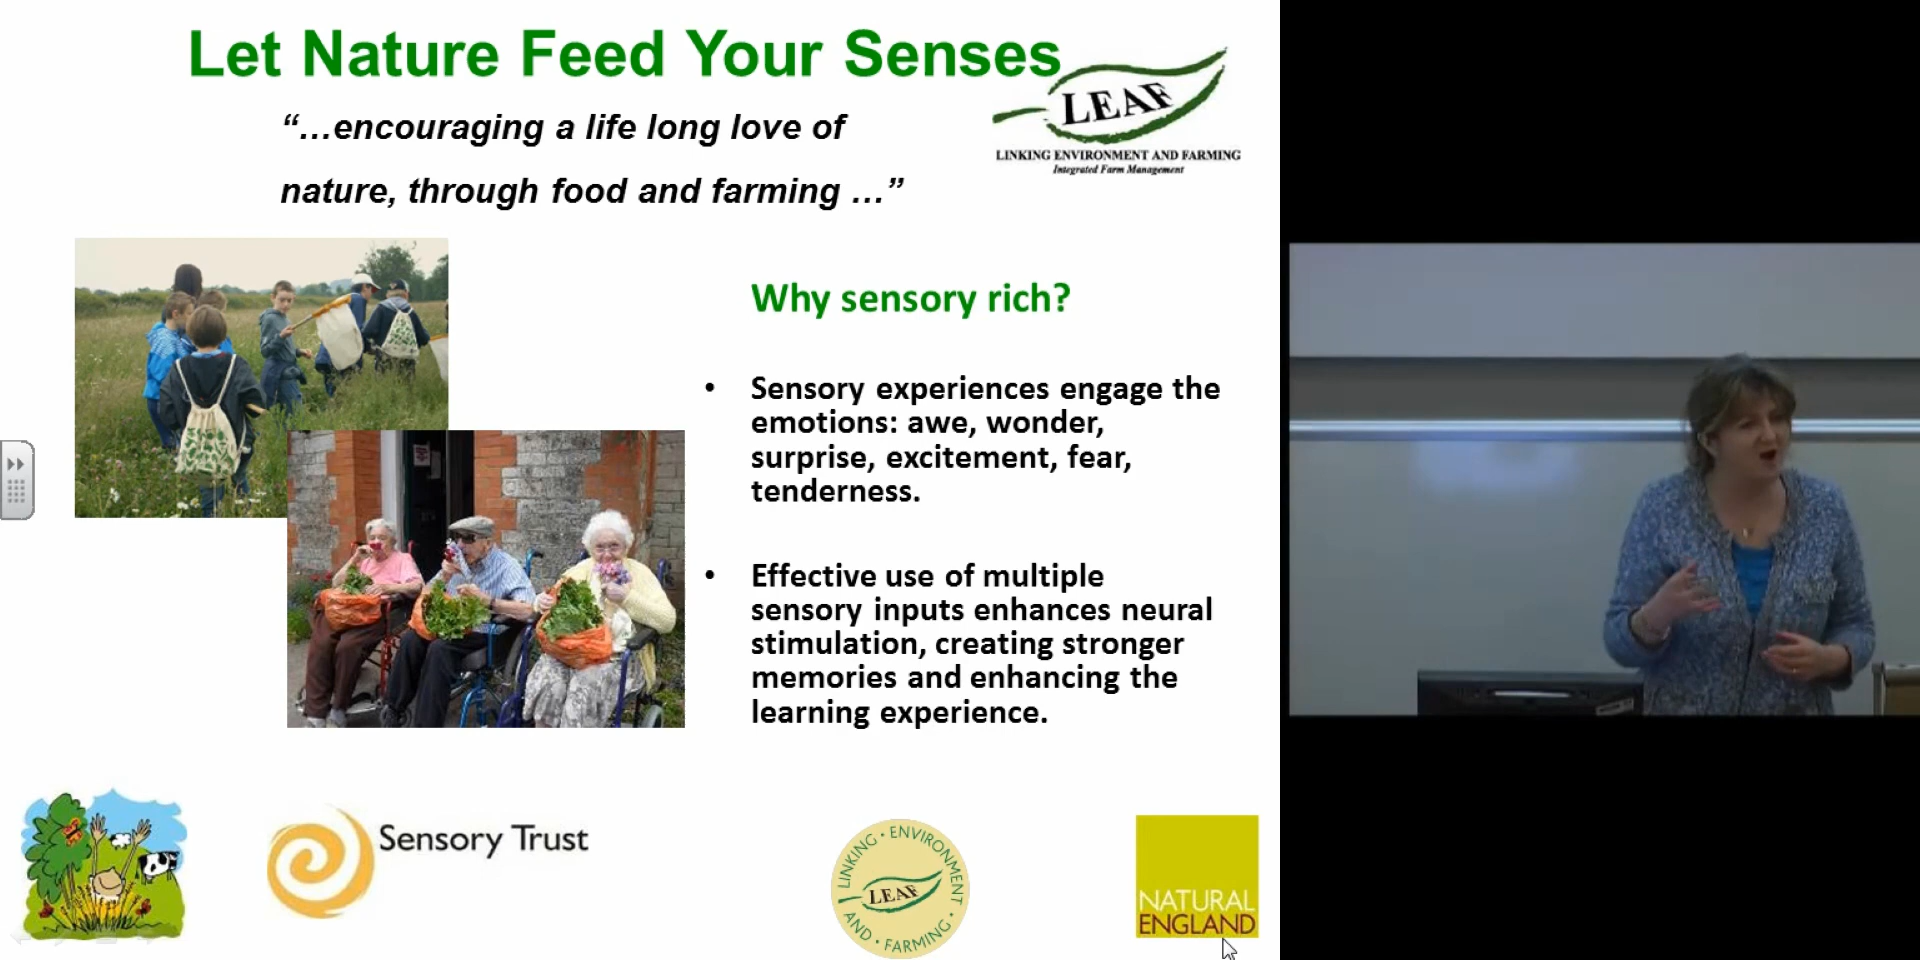 Let Nature Feed Your Senses
“…encouraging a life long love of
nature, through food and farming …”
LEAF
LINKING ENVIRONMENT AND FARMING
Integrated Farm Management
Why sensory rich?
• Sensory experiences engage the
emotions: awe, wonder,
surprise, excitement, fear,
tenderness.
• Effective use of multiple
sensory inputs enhances neural
stimulation, creating stronger
memories and enhancing the
learning experience.
Sensory Trust
LINKING • ENVIRONMENT • AND • FARMING •
LEAF
NATURAL
ENGLAND